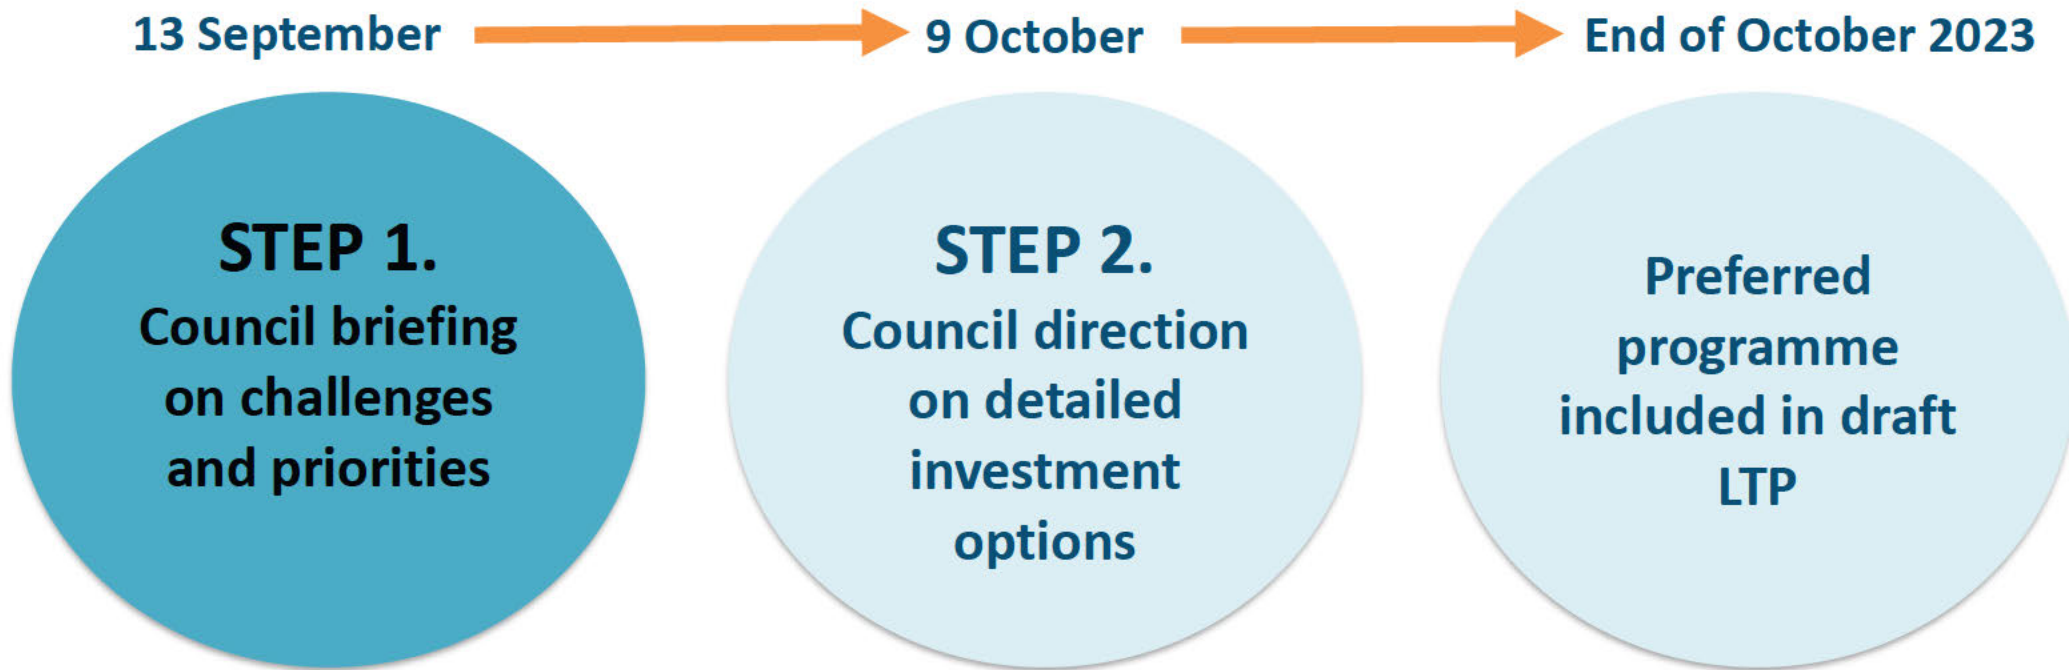 13 September
9 October
End of October 2023
STEP 1.
Council briefing
on challenges
and priorities
STEP 2.
Council direction
on detailed
investment
options
Preferred
programme
included in draft
LTP